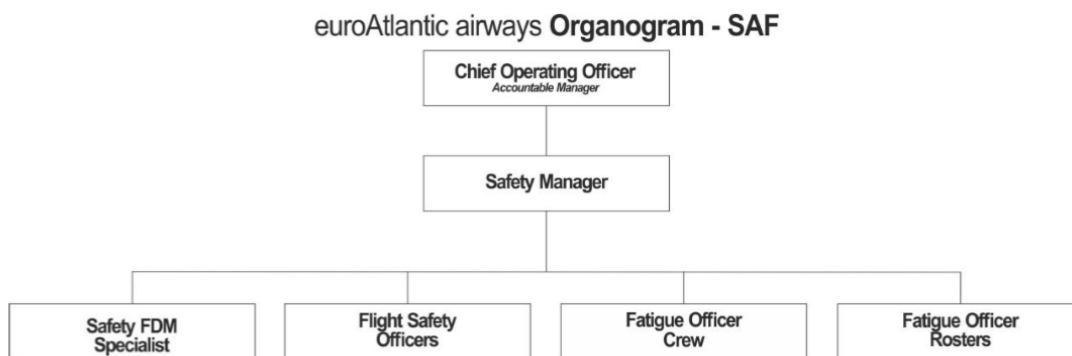 euroAtlantic airways Organogram - SAF
Chief Operating Officer
Accountable Manager
Safety Manager
Safety FDM
Specialist
Flight Safety
Officers
Fatigue Officer
Crew
Fatigue Officer
Rosters